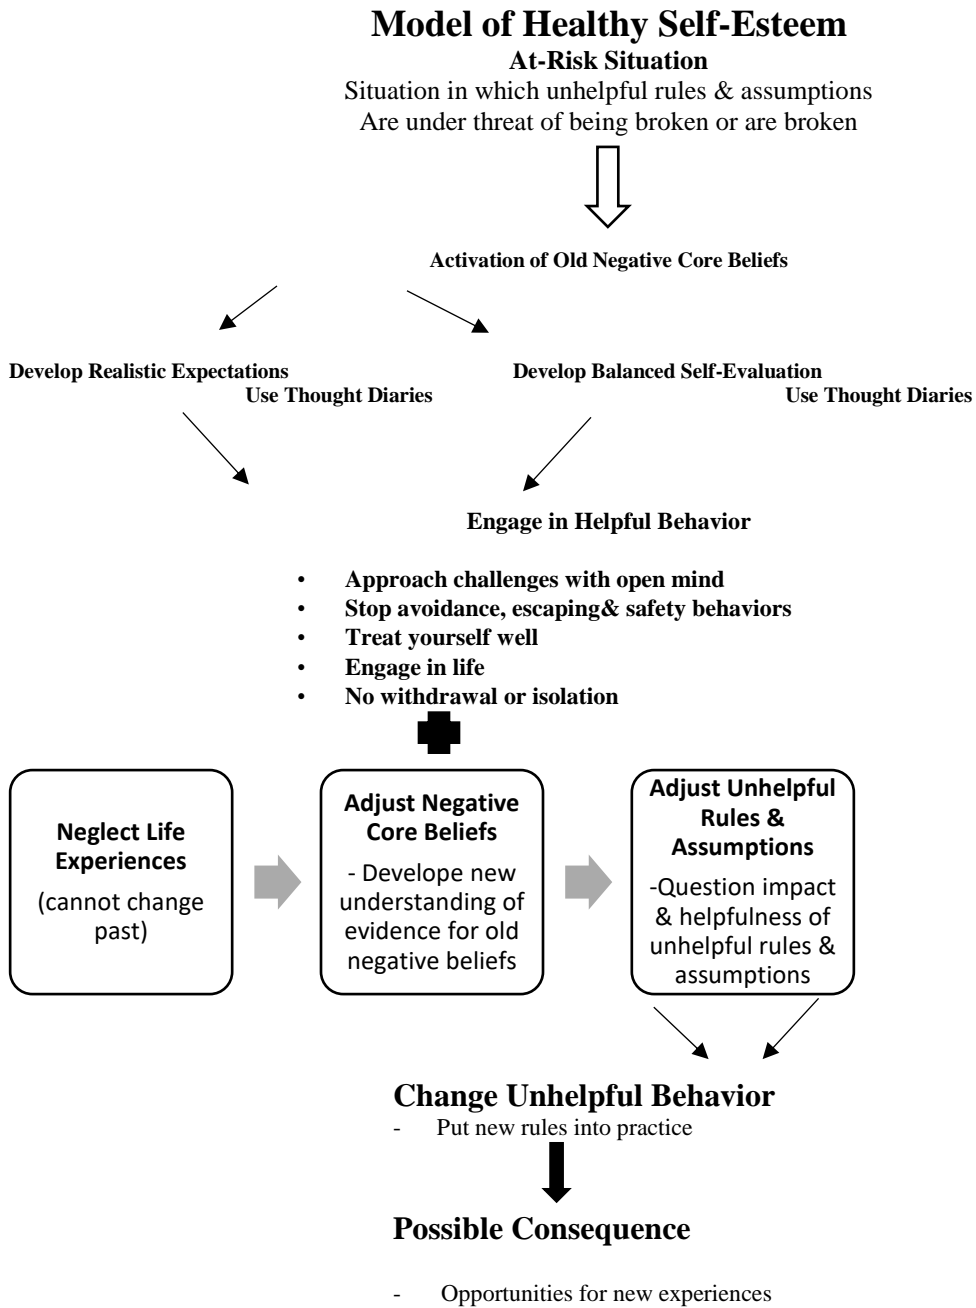 Model of Healthy Self-Esteem
At-Risk Situation
Situation in which unhelpful rules & assumptions
Are under threat of being broken or are broken
Activation of Old Negative Core Beliefs
Develop Realistic Expectations
Use Thought Diaries
Develop Balanced Self-Evaluation
Use Thought Diaries
Engage in Helpful Behavior
• Approach challenges with open mind
• Stop avoidance, escaping& safety behaviors
• Treat yourself well
• Engage in life
• No withdrawal or isolation
Neglect Life
Experiences
(cannot change
past)
Adjust Negative
Core Beliefs
- Develope new
understanding of
evidence for old
negative beliefs
Adjust Unhelpful
Rules &
Assumptions
-Question impact
& helpfulness of
unhelpful rules &
assumptions
Change Unhelpful Behavior
- Put new rules into practice
Possible Consequence
- Opportunities for new experiences